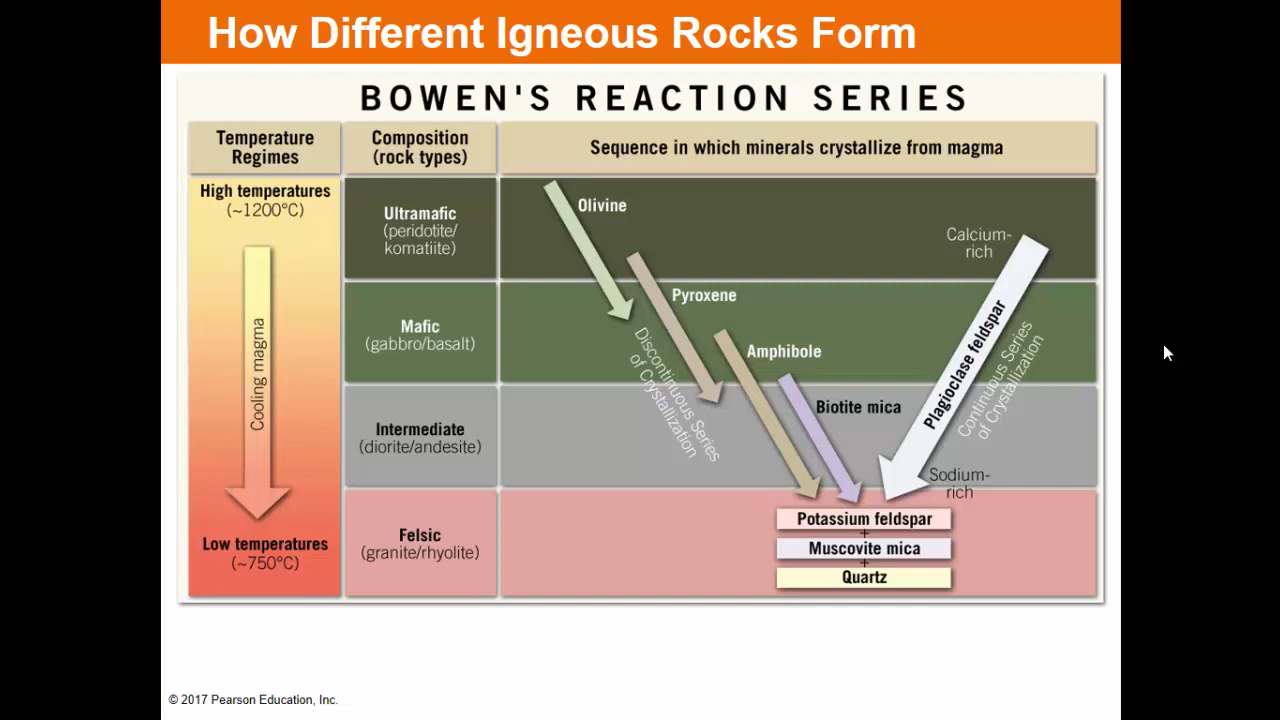 How Different Igneous Rocks Form
BOWEN'S REACTION SERIES
Temperature
Regimes
Composition
(rock types)
Sequence in which minerals crystallize from magma
High temperatures
(~1200°C)
Cooling magma
Low temperatures
(~750°C)
Ultramafic
(peridotite/
komatiite)
Mafic
(gabbro/basalt)
Intermediate
(diorite/andesite)
Felsic
(granite/rhyolite)
Olivine
Pyroxene
Amphibole
Biotite mica
Discontinuous Series
of Crystallization
Calcium-
rich
Plagioclase feldspar
Continuous Series
of Crystallization
Sodium-
rich
Potassium feldspar
+
Muscovite mica
+
Quartz
© 2017 Pearson Education, Inc.